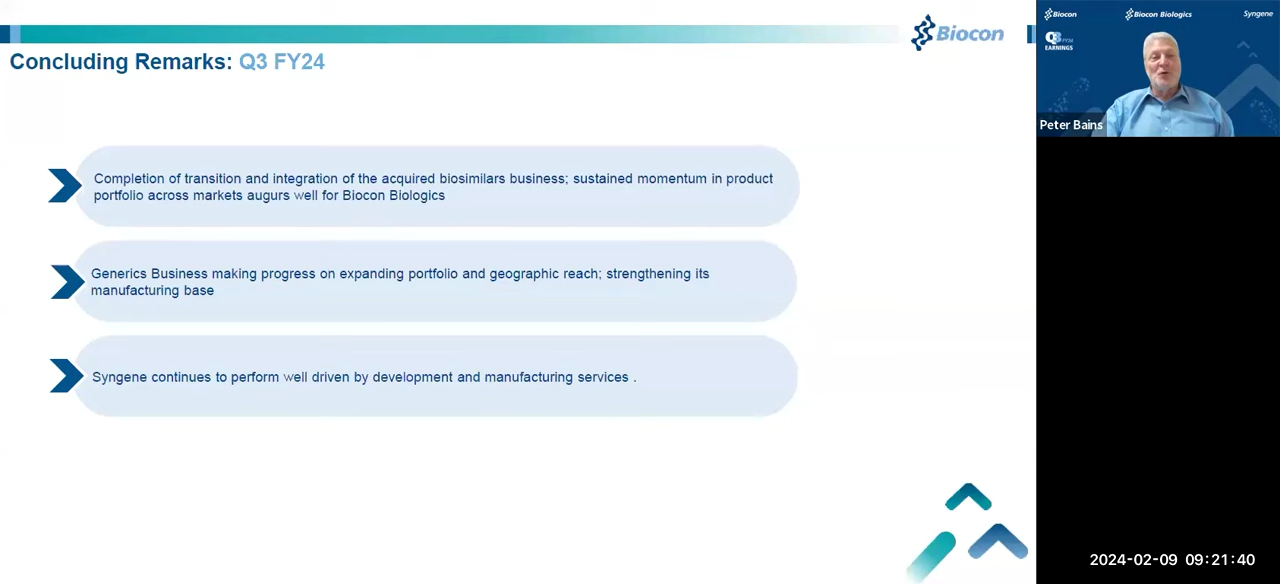 Biocon
Concluding Remarks: Q3 FY24
Completion of transition and integration of the acquired biosimilars business; sustained momentum in product
portfolio across markets augurs well for Biocon Biologics
Generics Business making progress on expanding portfolio and geographic reach; strengthening its
manufacturing base
Syngene continues to perform well driven by development and manufacturing services .
Biocon
Biocon Biologics
Syngene
Q3 FY24
EARNINGS
Peter Bains
2024-02-09 09:21:40